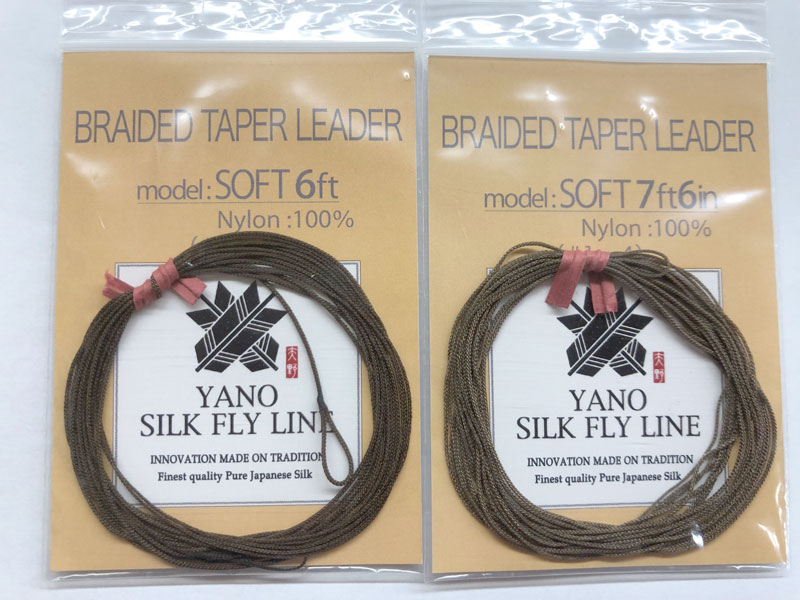 BRAIDED TAPER LEADER
model : SOFT 6ft
Nylon :100%
YANO
SILK FLY LINE
INNOVATION MADE ON TRADITION
Finest quality Pure Japanese Silk
BRAIDED TAPER LEADER
model : SOFT 7ft6in
Nylon :100%
YANO
SILK FLY LINE
INNOVATION MADE ON TRADITION
Finest quality Pure Japanese Silk